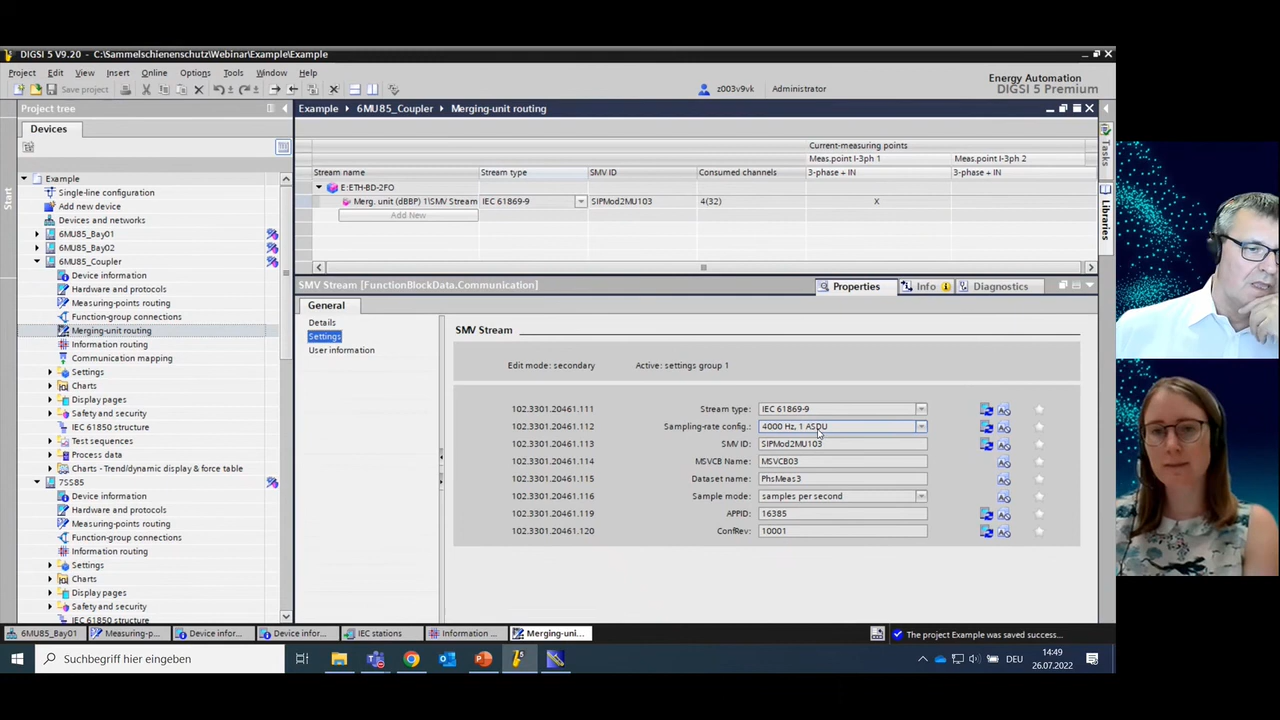 DIGSI 5 V9.20 - C:\Sammelschienenschutz\Webinar\Example\Example
Project Edit View Insert Online Options Tools Window Help
Energy Automation
DIGSI 5 Premium
Save project
z003v9vk Administrator
Project tree
Example 6MU85_Coupler Merging-unit routing
Devices
Start
Tasks
Libraries
Current-measuring points
Meas.point I-3ph 1 Meas.point I-3ph 2
Stream name Stream type SMV ID Consumed channels 3-phase + IN 3-phase + IN
E:ETH-BD-2FO
Merg. unit (dBBP) 1\SMV Stream IEC 61869-9 SIPMod2MU103 4(32) X
Add New
Example
Single-line configuration
Add new device
Devices and networks
6MU85_Bay01
6MU85_Bay02
6MU85_Coupler
Device information
Hardware and protocols
Measuring-points routing
Function-group connections
Merging-unit routing
Information routing
Communication mapping
Settings
Charts
Display pages
Safety and security
IEC 61850 structure
Test sequences
Process data
Charts - Trend/dynamic display & fault theory
7SS85
Device information
Hardware and protocols
Measuring-points routing
Function-group connections
Information routing
Settings
Charts
Display pages
Safety and security
IEC 61850 structure
SMV Stream [FunctionBlockData.Communication]
Properties Info Diagnostics
General
Details
Settings
User information
SMV Stream
Edit mode: secondary Active: settings group 1
102.3301.20461.111 Stream type: IEC 61869-9
102.3301.20461.112 Sampling-rate config.: 4000 Hz, 1 ASDU
102.3301.20461.113 SMV ID: SIPMod2MU103
102.3301.20461.114 MSVCB Name: MSVCB03
102.3301.20461.115 Dataset name: PhsMeas3
102.3301.20461.116 Sample mode: samples per second
102.3301.20461.119 APPID: 16385
102.3301.20461.120 ConfRev: 10001
6MU85_Bay01 Measuring-p... Device infor... Device infor... IEC stations Information ... Merging-uni...
The project Example was saved success...
Suchbegriff hier eingeben
DEU
14:49
26.07.2022